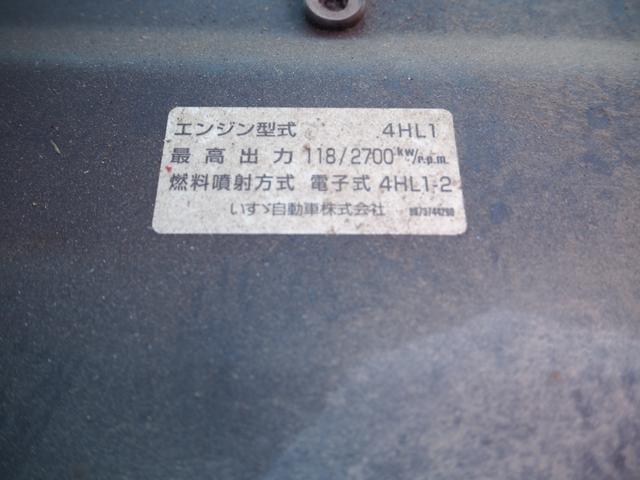 エンジン型式 4HL1
最高出力 118/2700 kw/r.p.m.
燃料噴射方式 電子式 4HL1-2
いすゞ自動車株式会社